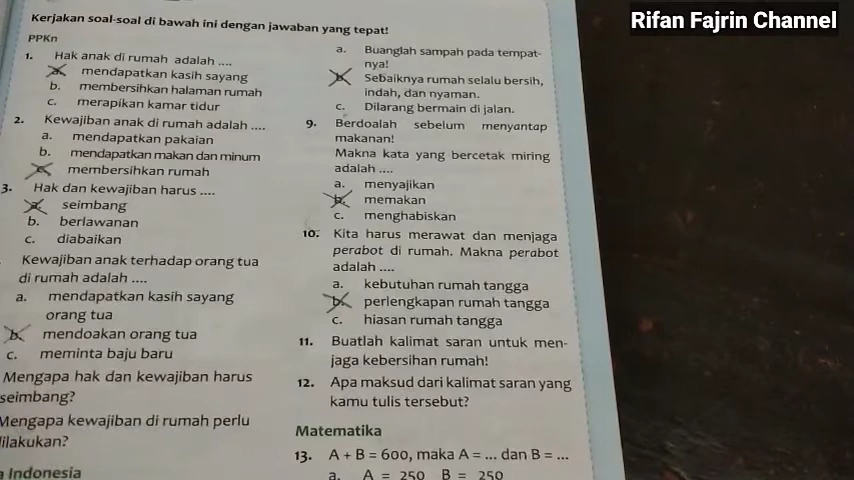 Rifan Fajrin Channel
Kerjakan soal-soal di bawah ini dengan jawaban yang tepat!
PPKn
1. Hak anak di rumah adalah ....
a. mendapatkan kasih sayang
b. membersihkan halaman rumah
c. merapikan kamar tidur
2. Kewajiban anak di rumah adalah ....
a. mendapatkan pakaian
b. mendapatkan makan dan minum
c. membersihkan rumah
3. Hak dan kewajiban harus ....
a. seimbang
b. berlawanan
c. diabaikan
Kewajiban anak terhadap orang tua
di rumah adalah ....
a. mendapatkan kasih sayang
orang tua
b. mendoakan orang tua
c. meminta baju baru
Mengapa hak dan kewajiban harus
seimbang?
Mengapa kewajiban di rumah perlu
dilakukan?
Indonesia
a. Buanglah sampah pada tempat-
nya!
b. Sebaiknya rumah selalu bersih,
indah, dan nyaman.
c. Dilarang bermain di jalan.
9. Berdoalah sebelum menyantap
makanan!
Makna kata yang bercetak miring
adalah ....
a. menyajikan
b. memakan
c. menghabiskan
10. Kita harus merawat dan menjaga
perabot di rumah. Makna perabot
adalah ....
a. kebutuhan rumah tangga
b. perlengkapan rumah tangga
c. hiasan rumah tangga
11. Buatlah kalimat saran untuk men-
jaga kebersihan rumah!
12. Apa maksud dari kalimat saran yang
kamu tulis tersebut?
Matematika
13. A + B = 600, maka A = ... dan B = ...
a. A = 250 B = 250